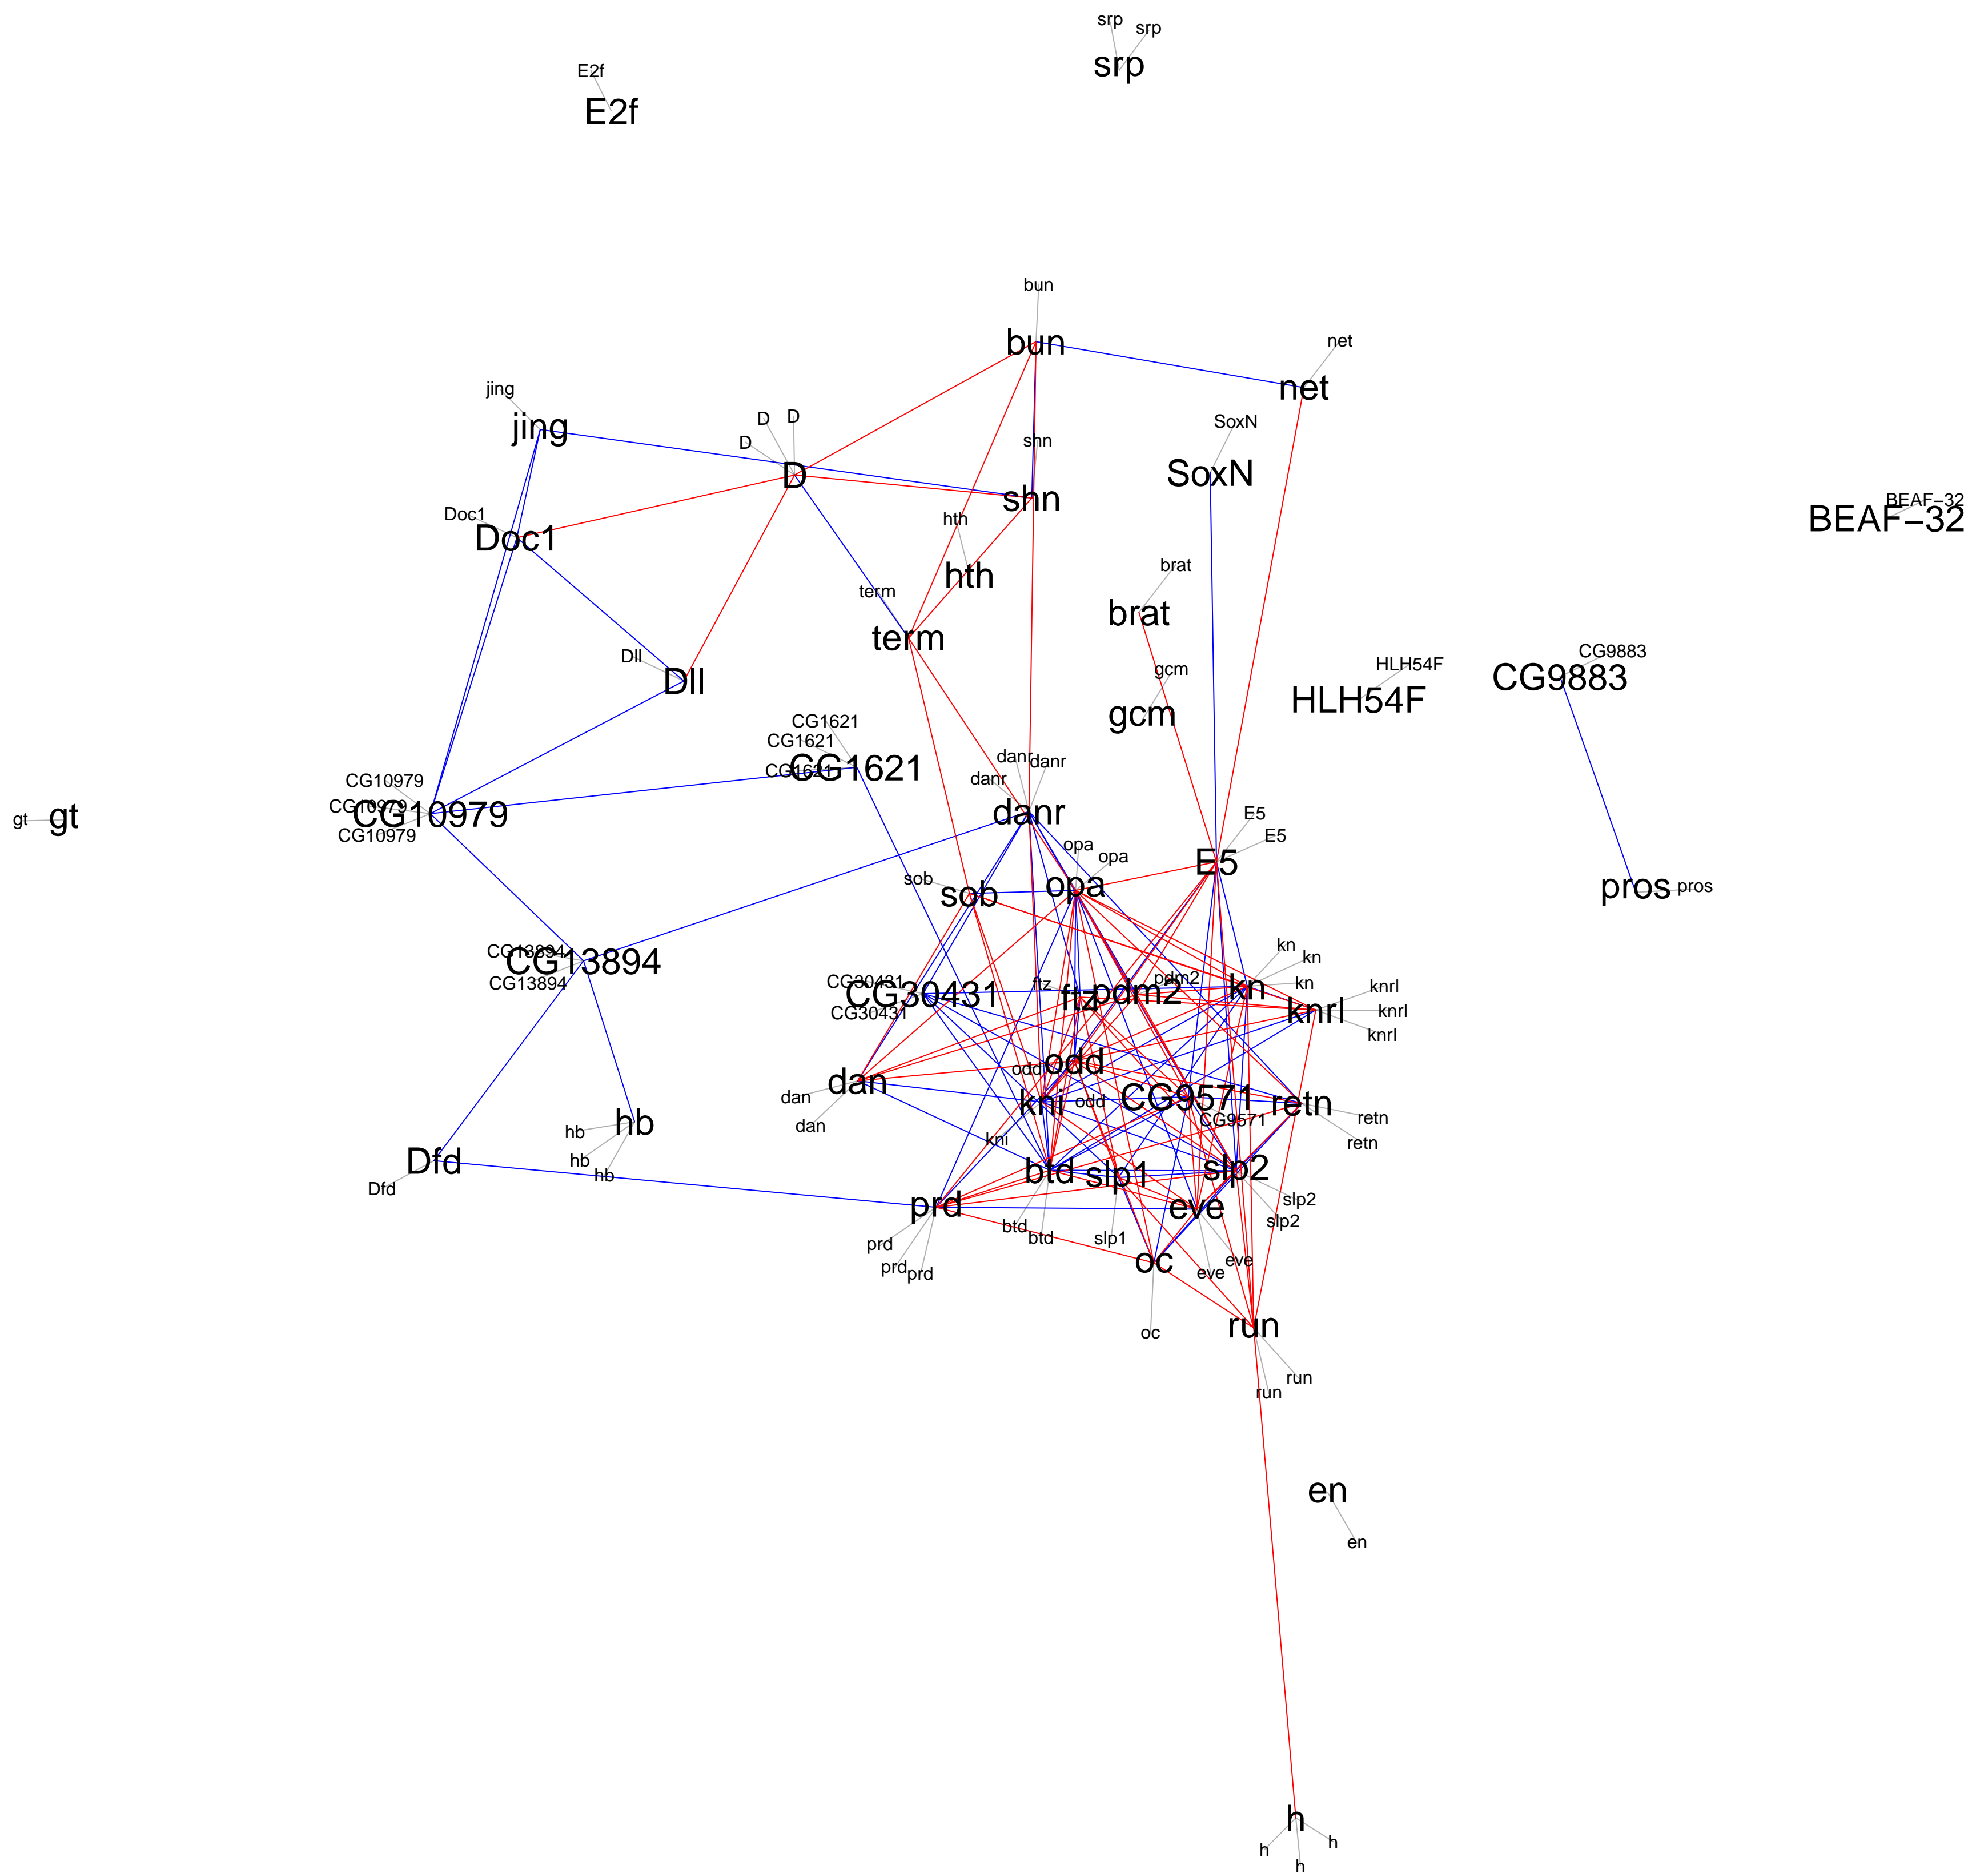 srp
srp
srp
E2f
E2f
bun
bun
net
net
jing
jing
D
D
D
D
SoxN
SoxN
shn
shn
Doc1
Doc1
BEAF-32
BEAF-32
hth
hth
brat
brat
term
term
Dll
Dll
gcm
gcm
HLH54F
HLH54F
CG9883
CG9883
CG1621
CG1621
CG1621
CG1621
danr
danr
danr
danr
CG10979
CG10979
CG10979
CG10979
gt
gt
E5
E5
E5
opa
opa
opa
sob
sob
pros
pros
CG13894
CG13894
CG13894
kn
kn
kn
kn
CG30431
CG30431
CG30431
ftz
ftz
pdm2
pdm2
knrl
knrl
knrl
knrl
odd
odd
odd
dan
dan
dan
kni
kni
CG9571
CG9571
retn
retn
retn
hb
hb
hb
hb
Dfd
Dfd
btd
btd
btd
slp1
slp1
slp2
slp2
slp2
prd
prd
prd
prd
eve
eve
eve
oc
oc
run
run
run
en
en
h
h
h
h